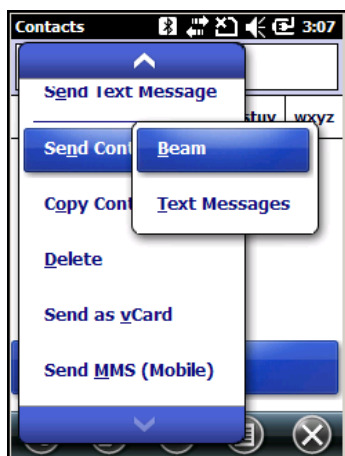 Contacts 3:07
Send Text Message
stuv wxyz
Send Cont Beam
Copy Cont Text Messages
Delete
Send as vCard
Send MMS (Mobile)